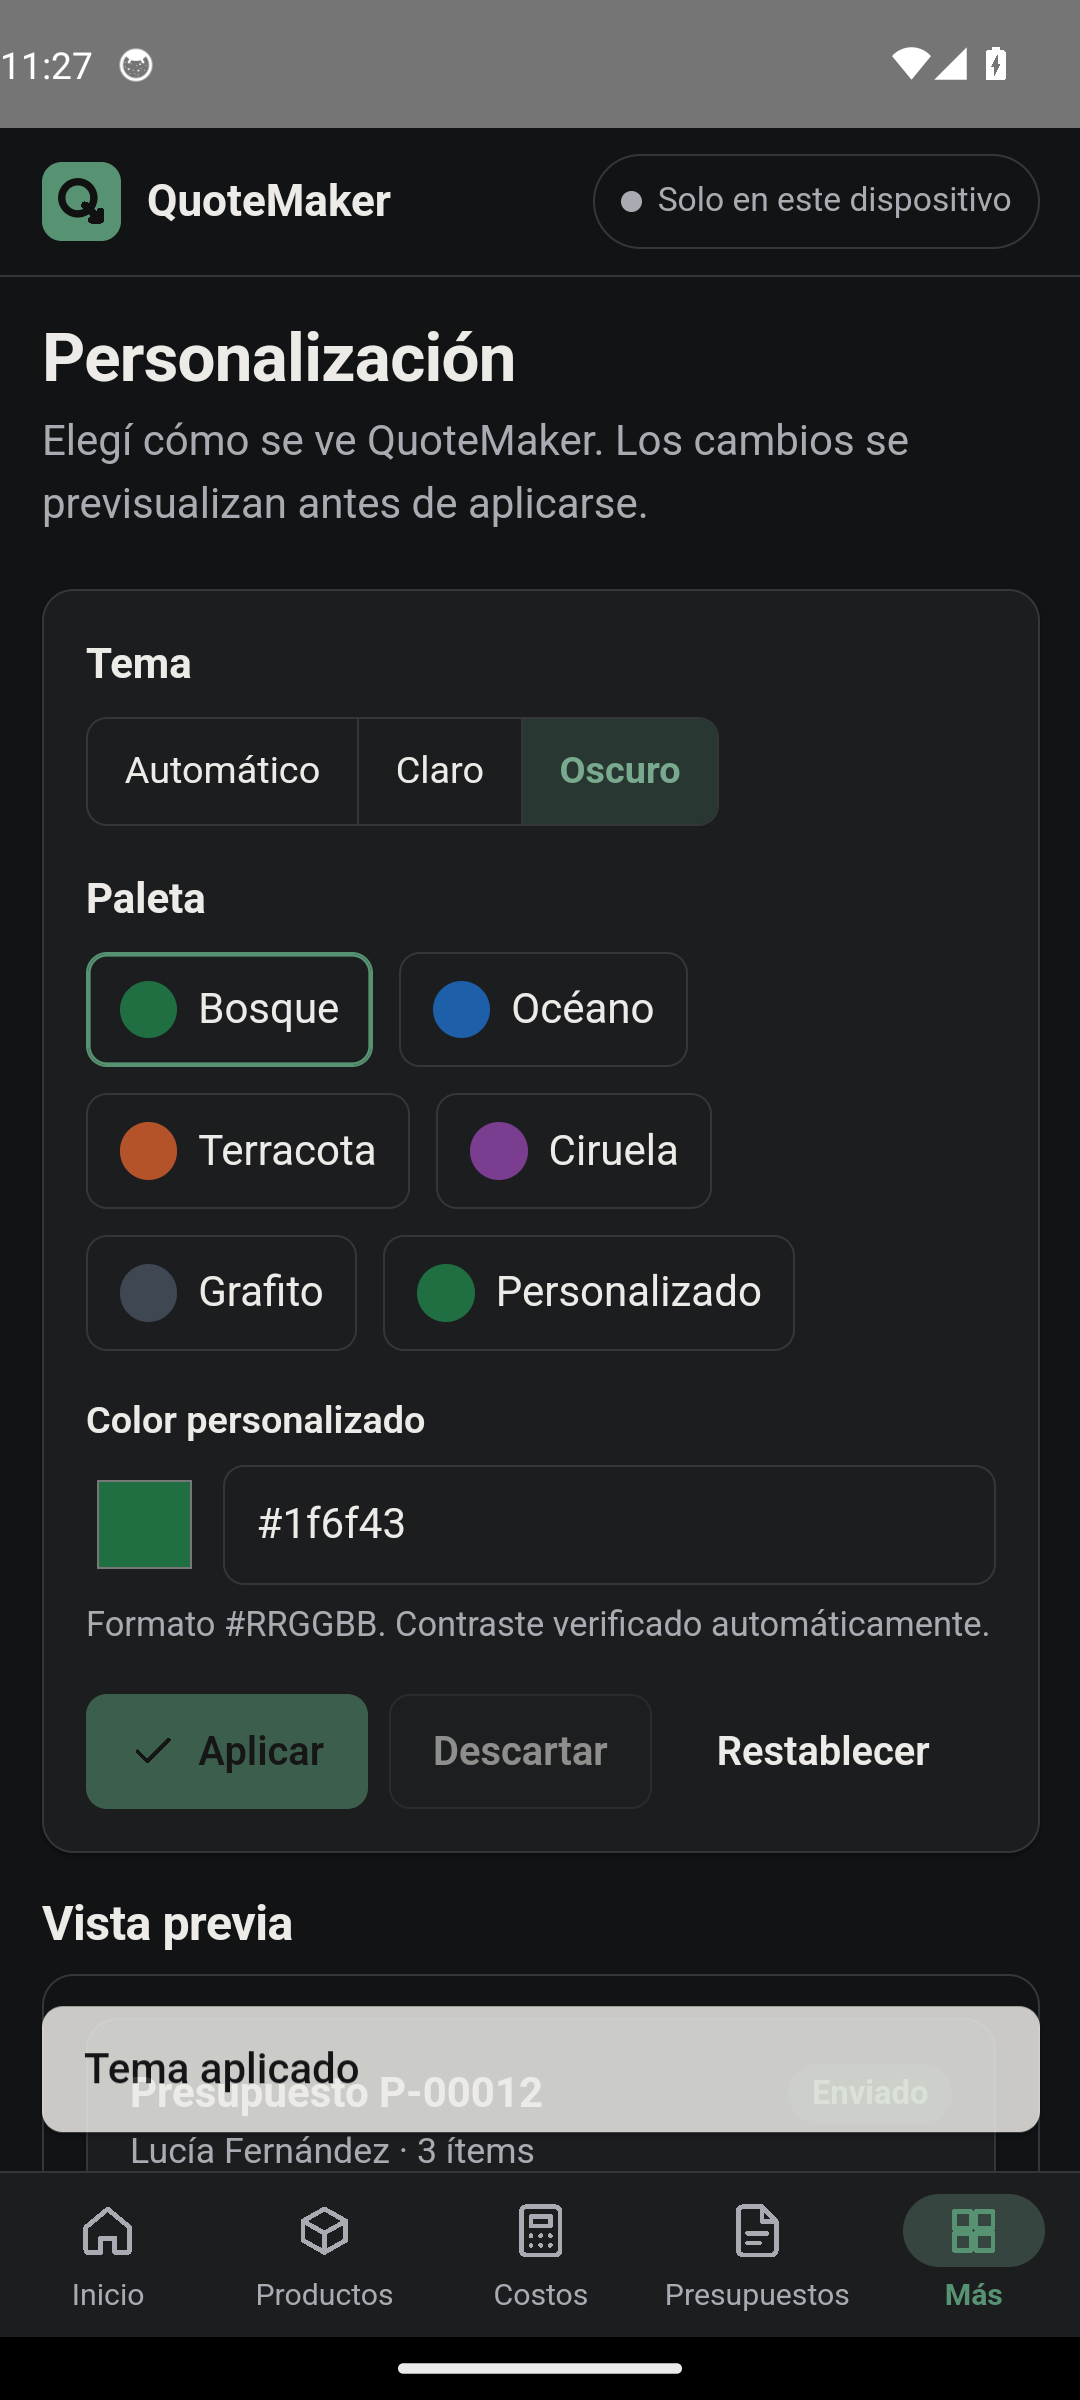 11:27
QuoteMaker
Solo en este dispositivo
Personalización
Elegí cómo se ve QuoteMaker. Los cambios se
previsualizan antes de aplicarse.
Tema
Automático
Claro
Oscuro
Paleta
Bosque
Océano
Terracota
Ciruela
Grafito
Personalizado
Color personalizado
#1f6f43
Formato #RRGGBB. Contraste verificado automáticamente.
Aplicar
Descartar
Restablecer
Vista previa
Tema aplicado
Presupuesto P-00012
Enviado
Lucía Fernández · 3 ítems
Inicio
Productos
Costos
Presupuestos
Más